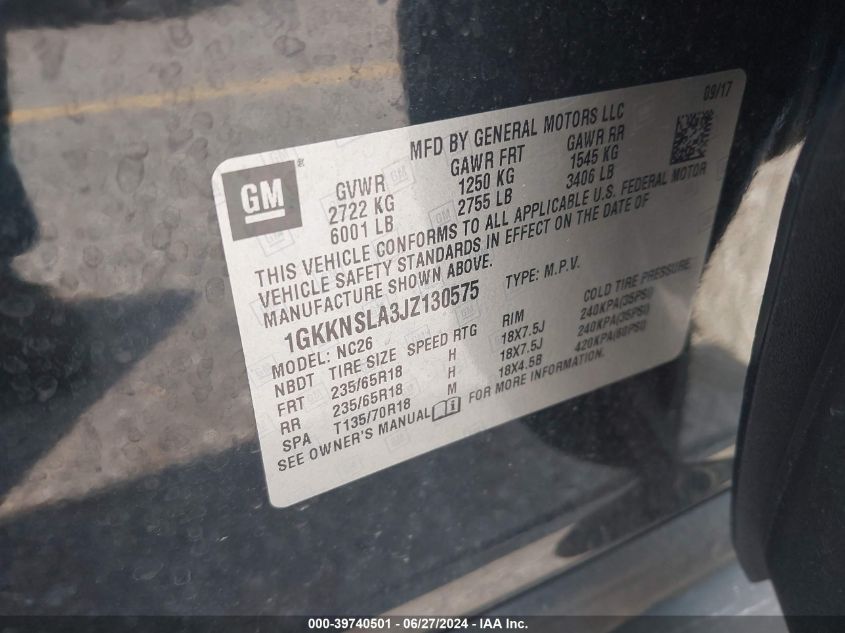 09/17
MFD BY GENERAL MOTORS LLC
GM®
GVWR GAWR FRT GAWR RR
2722 KG 1250 KG 1545 KG
6001 LB 2755 LB 3406 LB
THIS VEHICLE CONFORMS TO ALL APPLICABLE U.S. FEDERAL MOTOR
VEHICLE SAFETY STANDARDS IN EFFECT ON THE DATE OF
MANUFACTURE SHOWN ABOVE.
1GKKNSLA3JZ130575 TYPE: M.P.V.
MODEL: NC26
NBDT TIRE SIZE SPEED RTG RIM COLD TIRE PRESSURE
FRT 235/65R18 H 18X7.5J 240KPA(35PSI)
RR 235/65R18 H 18X7.5J 240KPA(35PSI)
SPA T135/70R18 M 18X4.5B 420KPA(60PSI)
SEE OWNER'S MANUAL i FOR MORE INFORMATION.
000-39740501 - 06/27/2024 - IAA Inc.